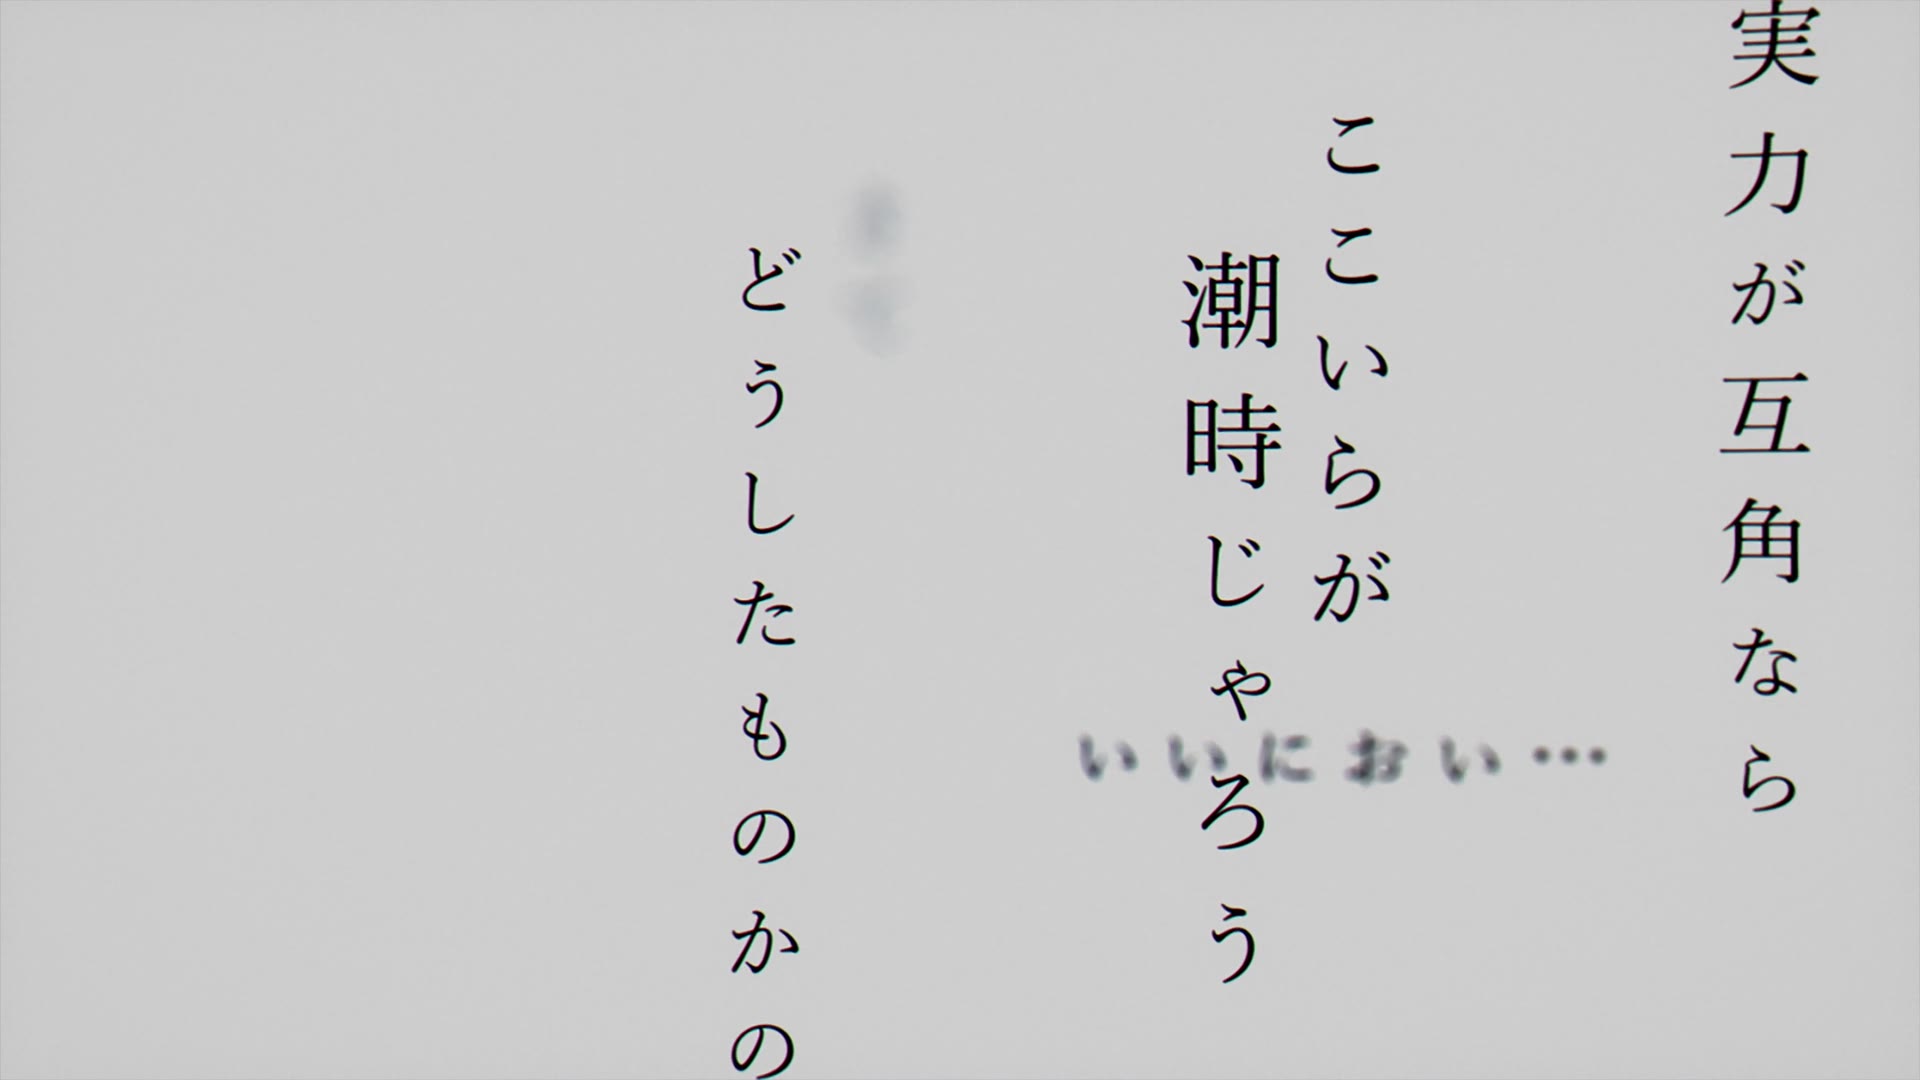 実力が互角なら
ここいらが
潮時じゃろう
いいにおい…
どうしたものかの